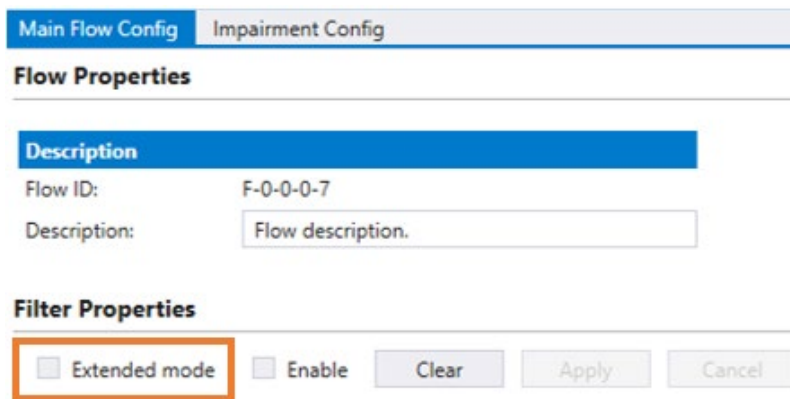 Main Flow Config Impairment Config
Flow Properties
Description
Flow ID: F-0-0-0-7
Description: Flow description.
Filter Properties
Extended mode Enable Clear Apply Cancel